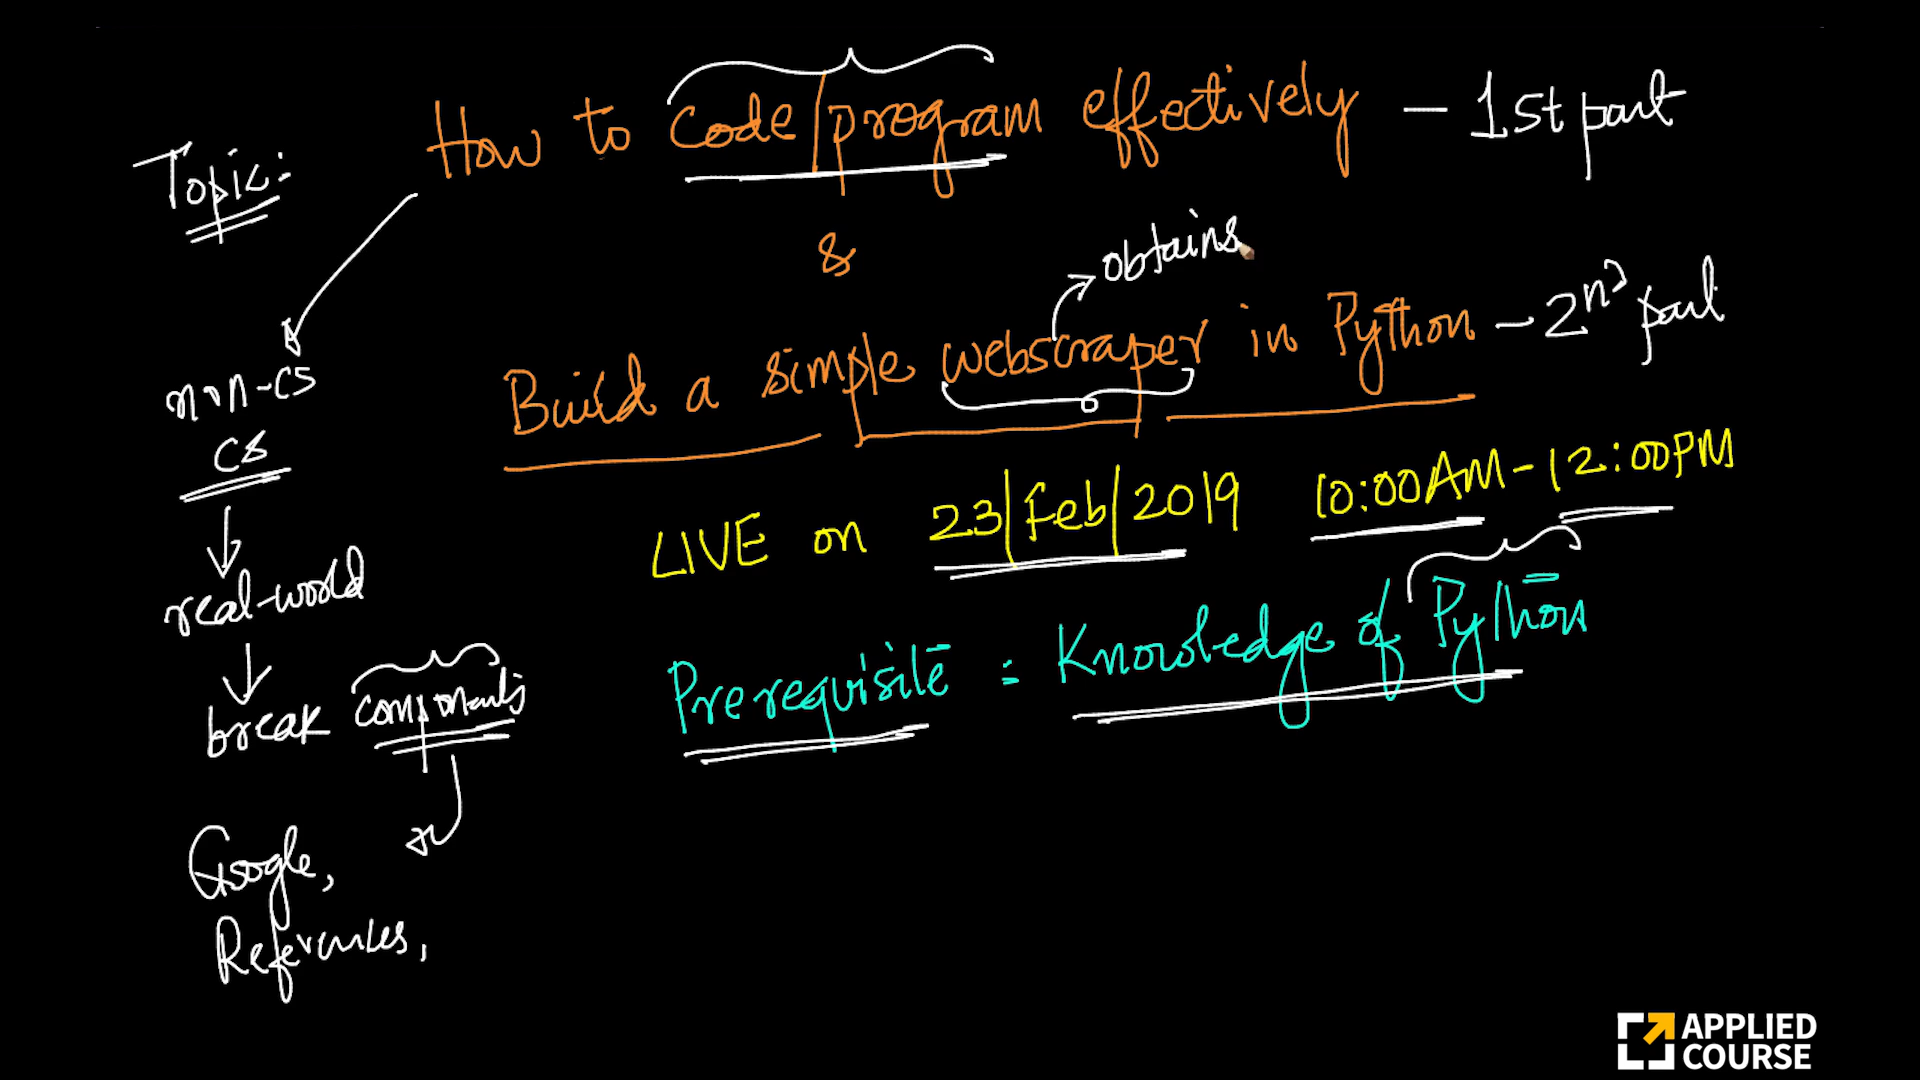 Topic: How to code/program effectively - 1st part
&
obtains
Build a simple webscraper in Python - 2nd part
LIVE on 23/Feb/2019 10:00AM-12:00PM
Prerequisite : Knowledge of Python
non-CS
CS
real-world
break components
Google,
References,
APPLIED
COURSE